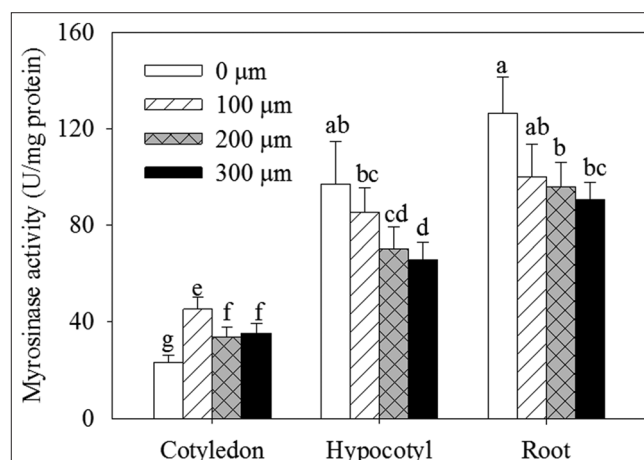 Myrosinase activity (U/mg protein)
160
120
80
40
0
0 μm
100 μm
200 μm
300 μm
g e f f
ab bc cd d
a ab b bc
Cotyledon Hypocotyl Root